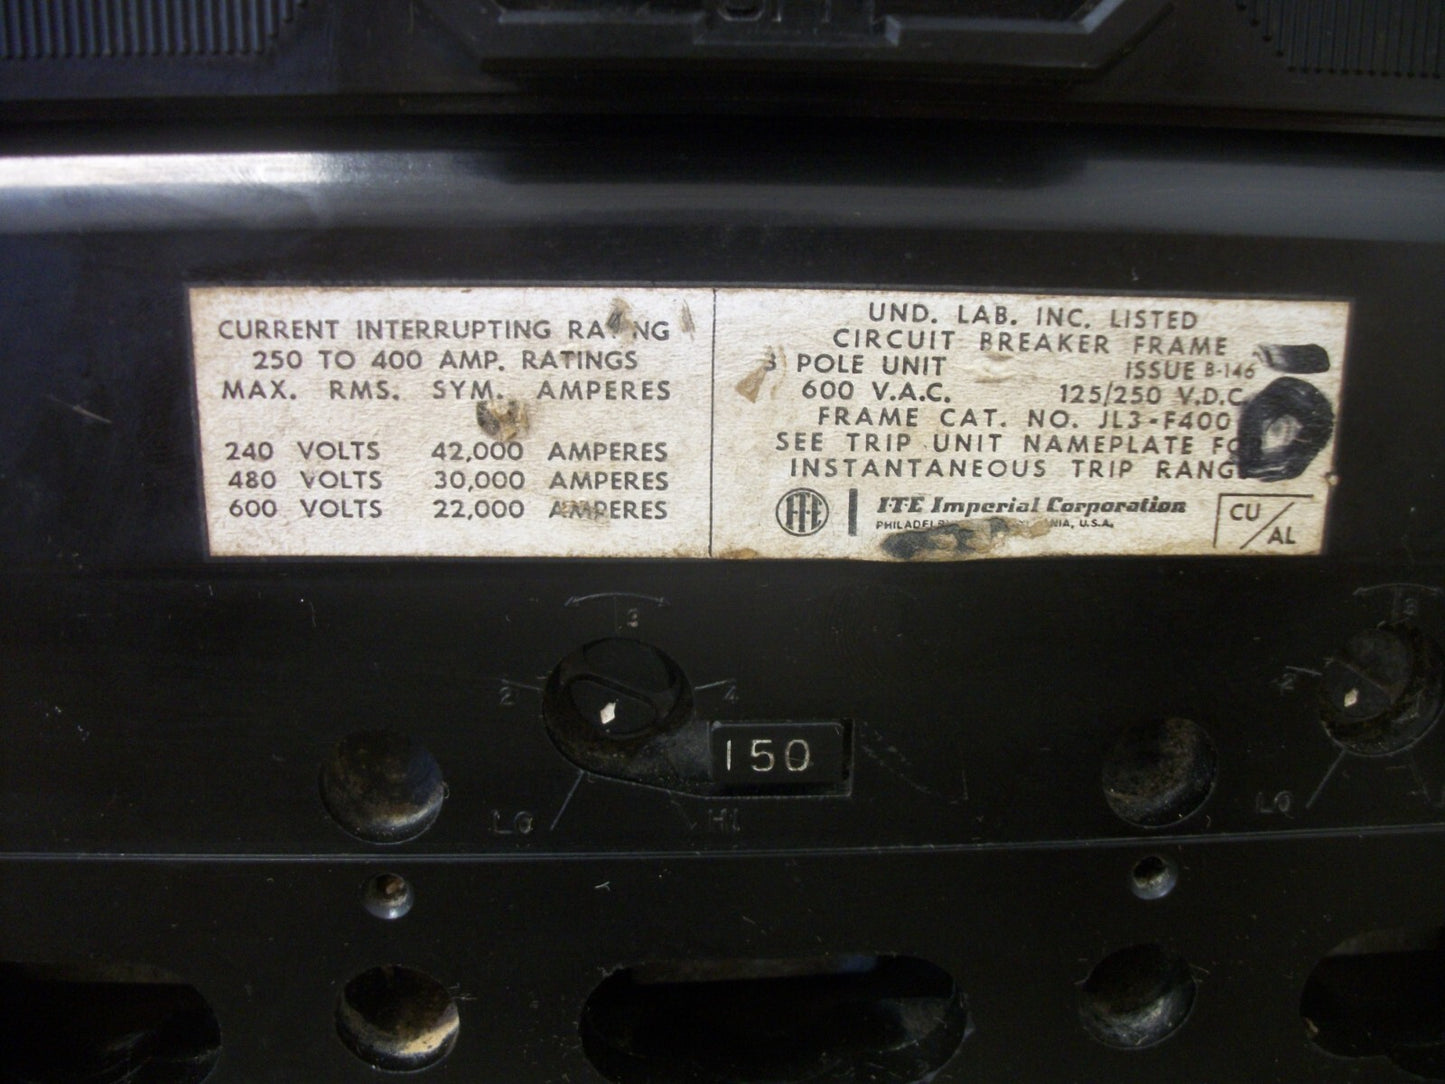 CURRENT INTERRUPTING RATING
250 TO 400 AMP. RATINGS
MAX. RMS. SYM. AMPERES
240 VOLTS 42,000 AMPERES
480 VOLTS 30,000 AMPERES
600 VOLTS 22,000 AMPERES
UND. LAB. INC. LISTED
CIRCUIT BREAKER FRAME
3 POLE UNIT ISSUE B-146
600 V.A.C. 125/250 V.D.C.
FRAME CAT. NO. JL3-F400
SEE TRIP UNIT NAMEPLATE FOR
INSTANTANEOUS TRIP RANGE
I-T-E I-T-E Imperial Corporation
U.S.A.
CU/AL
3
2 4
LO HI
150
3
2
LO